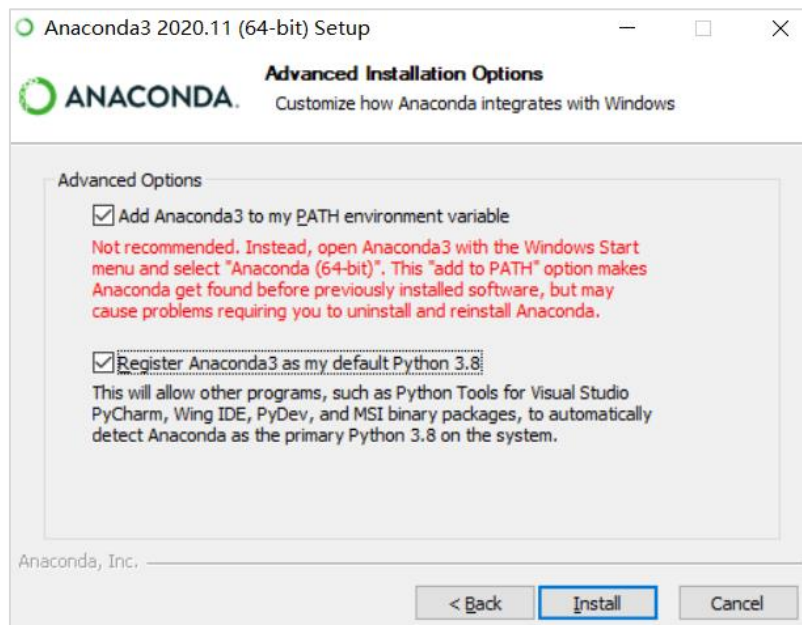 Anaconda3 2020.11 (64-bit) Setup
ANACONDA.
Advanced Installation Options
Customize how Anaconda integrates with Windows
Advanced Options
Add Anaconda3 to my PATH environment variable
Not recommended. Instead, open Anaconda3 with the Windows Start
menu and select "Anaconda (64-bit)". This "add to PATH" option makes
Anaconda get found before previously installed software, but may
cause problems requiring you to uninstall and reinstall Anaconda.
Register Anaconda3 as my default Python 3.8
This will allow other programs, such as Python Tools for Visual Studio
PyCharm, Wing IDE, PyDev, and MSI binary packages, to automatically
detect Anaconda as the primary Python 3.8 on the system.
Anaconda, Inc.
< Back
Install
Cancel